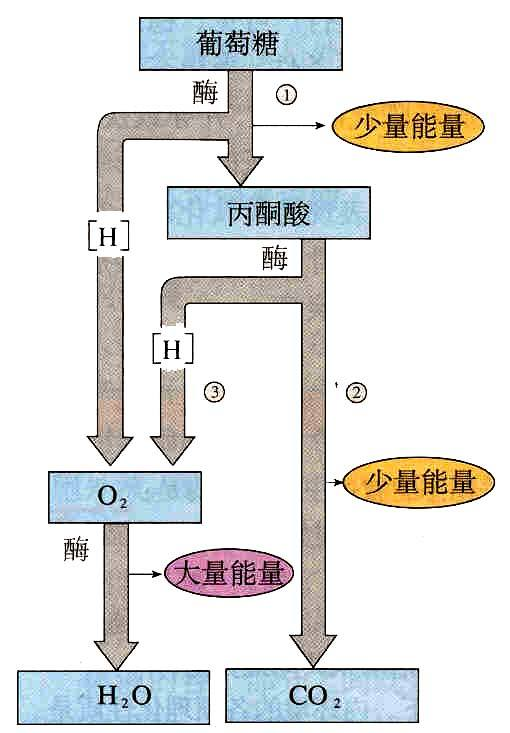 葡萄糖
酶
①
少量能量
丙酮酸
[H]
酶
[H]
③
②
少量能量
O₂
酶
大量能量
H₂O
CO₂